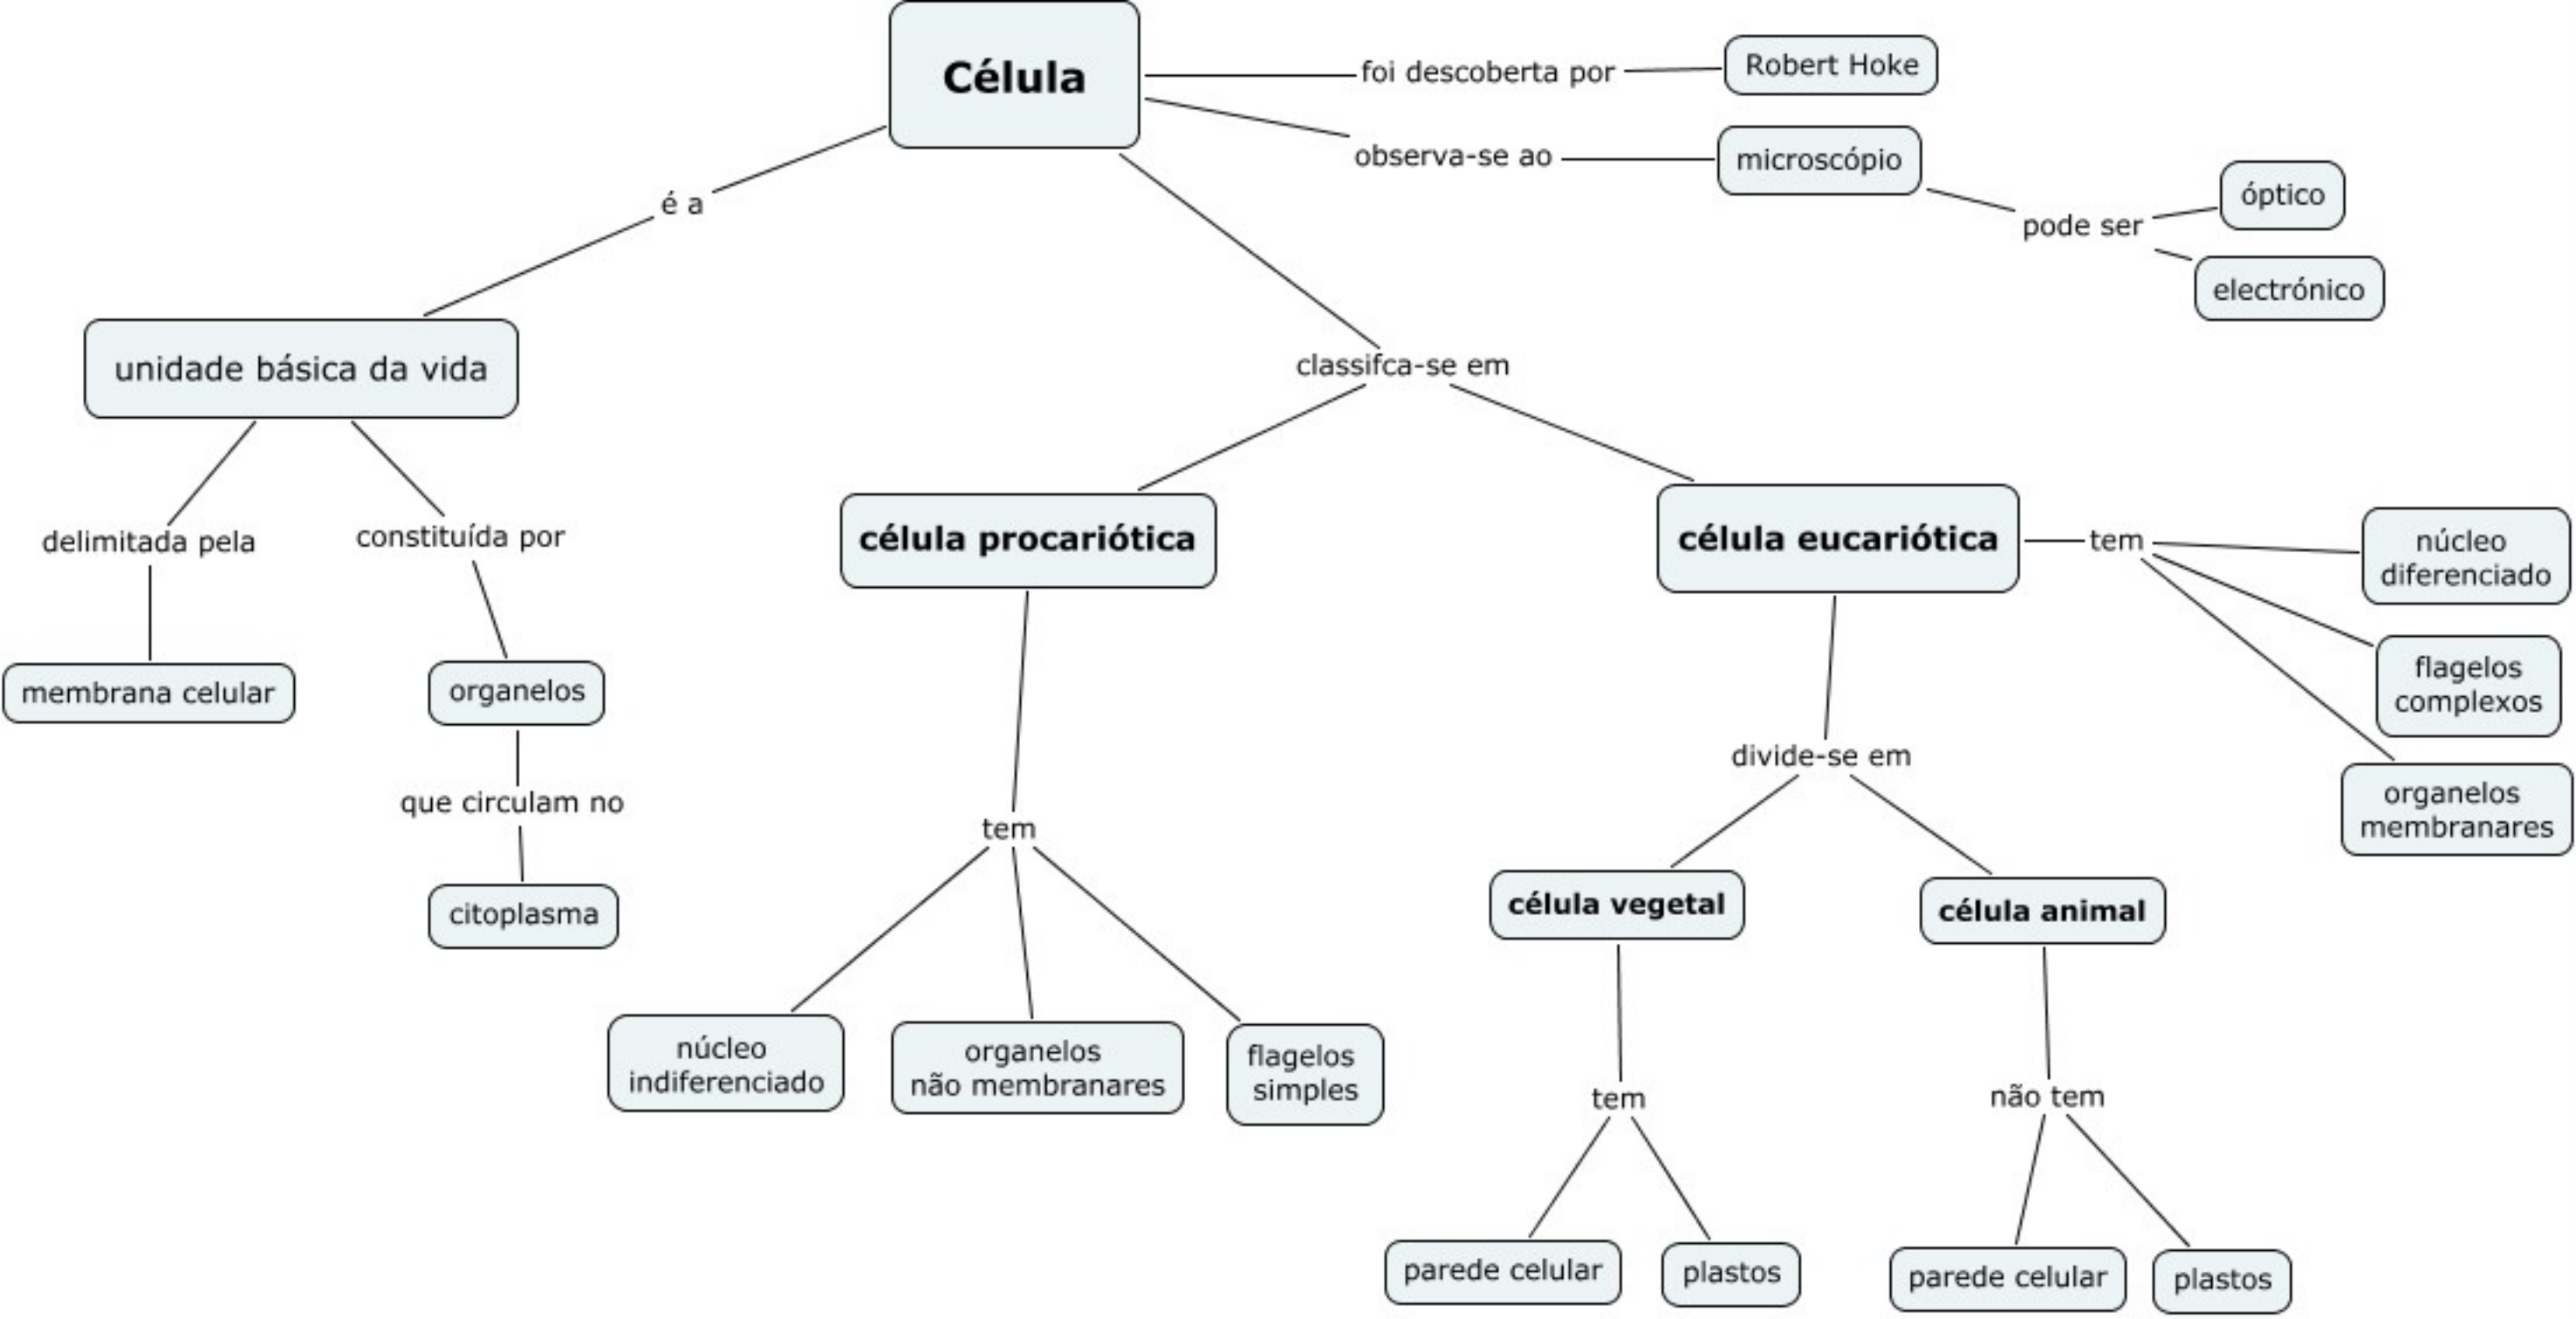 Célula
foi descoberta por
Robert Hoke
observa-se ao
microscópio
pode ser
óptico
electrónico
é a
unidade básica da vida
classifca-se em
delimitada pela
constituída por
membrana celular
organelos
que circulam no
citoplasma
célula procariótica
tem
núcleo
indiferenciado
organelos
não membranares
flagelos
simples
célula eucariótica
tem
núcleo
diferenciado
flagelos
complexos
organelos
membranares
divide-se em
célula vegetal
tem
parede celular
plastos
célula animal
não tem
parede celular
plastos